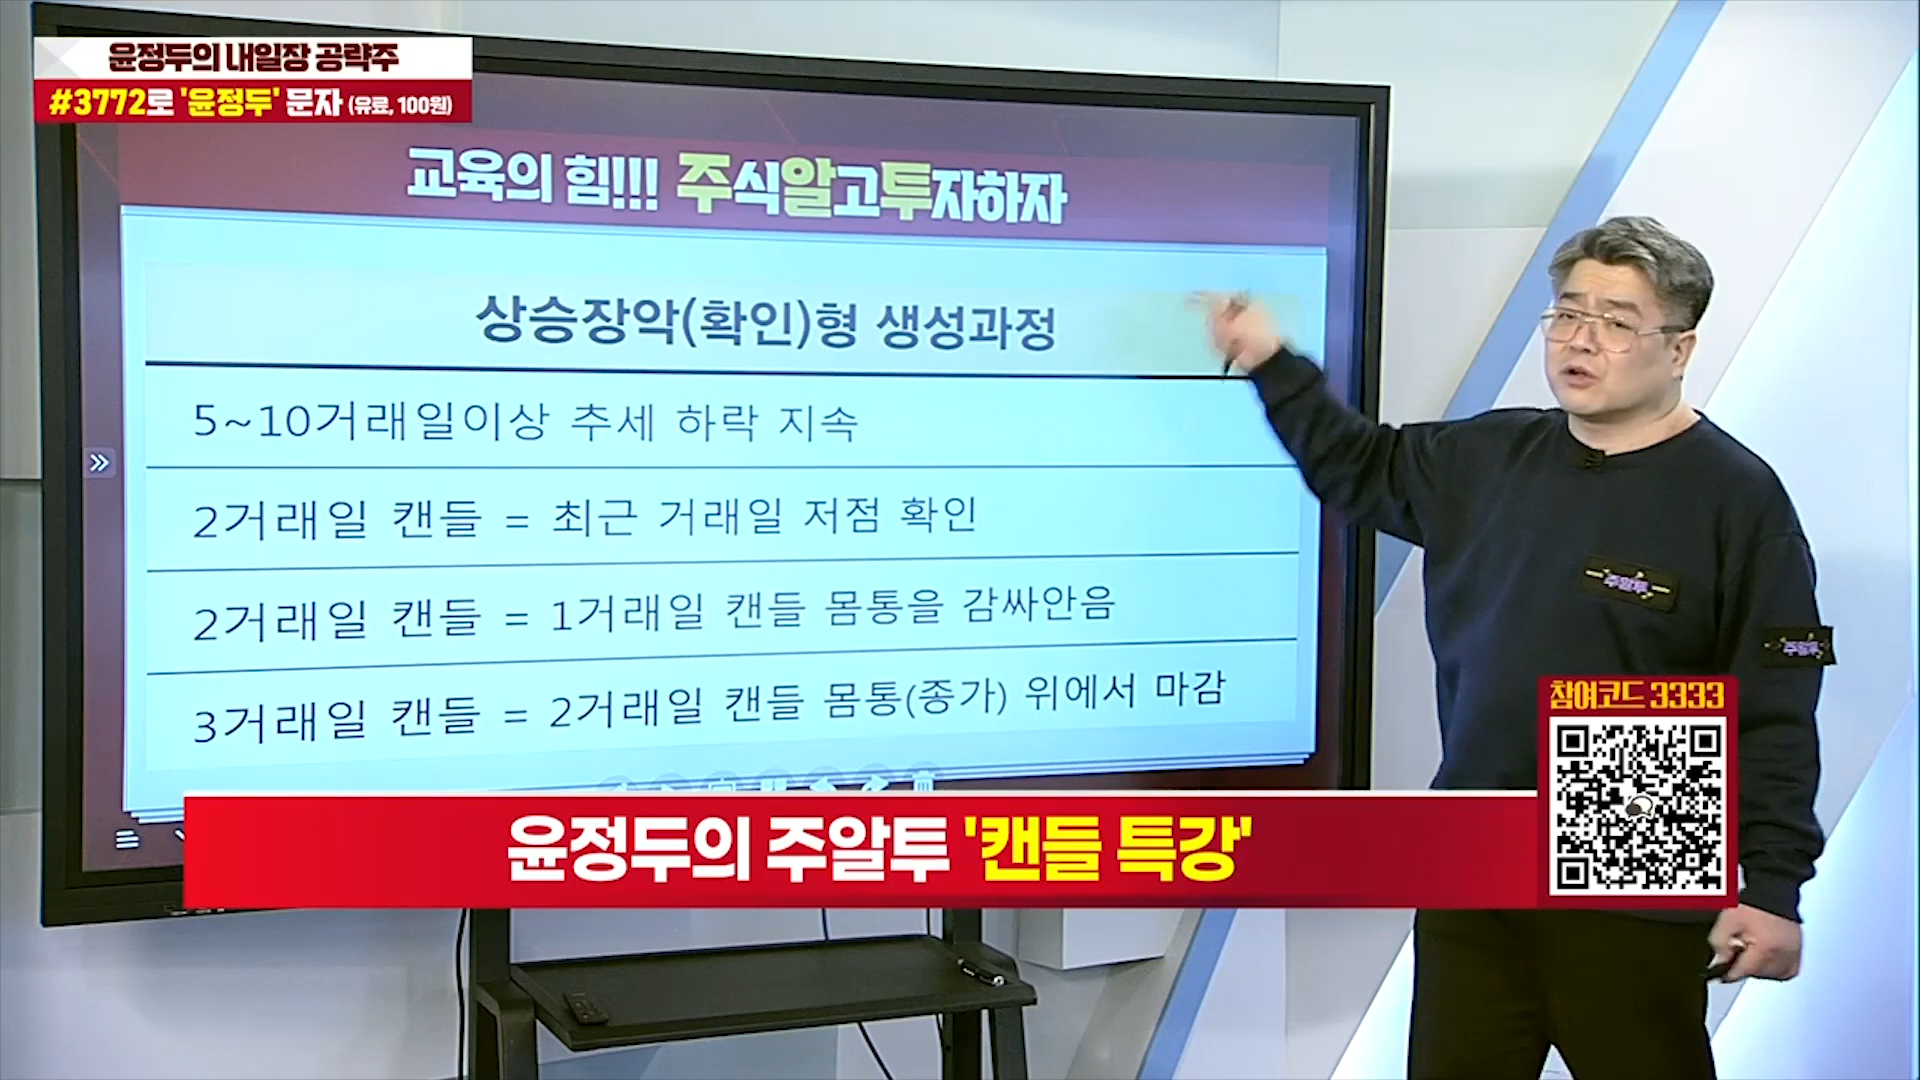 윤정두의 내일장 공략주
#3772로 '윤정두' 문자 (유료, 100원)
교육의 힘!!! 주식알고투자하자
상승장악(확인)형 생성과정
5~10거래일이상 추세 하락 지속
2거래일 캔들 = 최근 거래일 저점 확인
2거래일 캔들 = 1거래일 캔들 몸통을 감싸안음
3거래일 캔들 = 2거래일 캔들 몸통(종가) 위에서 마감
주알투
주알투
참여코드 3333
윤정두의 주알투 '캔들 특강'